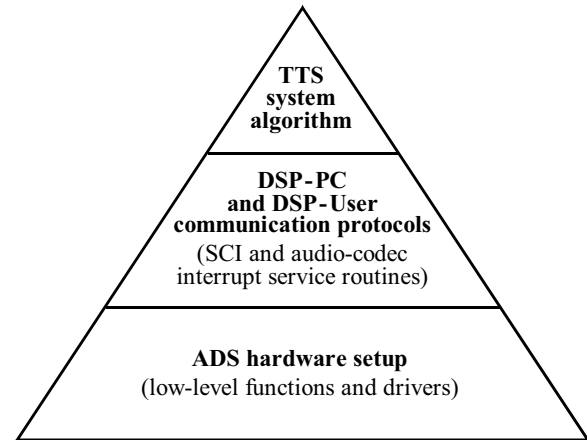 TTS
system
algorithm
DSP-PC
and DSP-User
communication protocols
(SCI and audio-codec
interrupt service routines)
ADS hardware setup
(low-level functions and drivers)